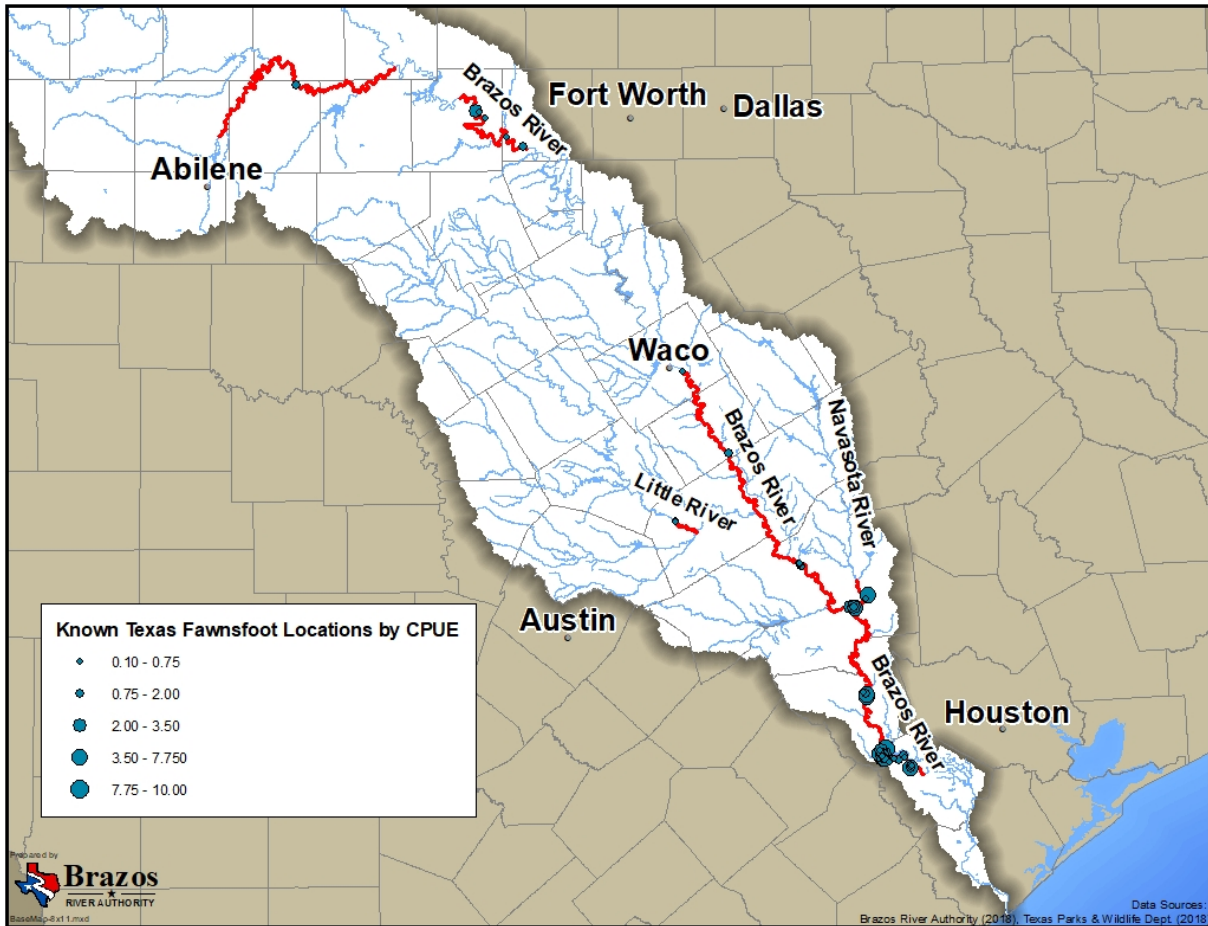 Brazos River
Fort Worth
Dallas
Abilene
Waco
Brazos River
Navasota River
Little River
Austin
Brazos River
Houston
Known Texas Fawnsfoot Locations by CPUE
0.10 - 0.75
0.75 - 2.00
2.00 - 3.50
3.50 - 7.750
7.75 - 10.00
Prepared by
Brazos
RIVER AUTHORITY
BaseMap-8x11.mxd
Data Sources:
Brazos River Authority (2018), Texas Parks & Wildlife Dept. (2018